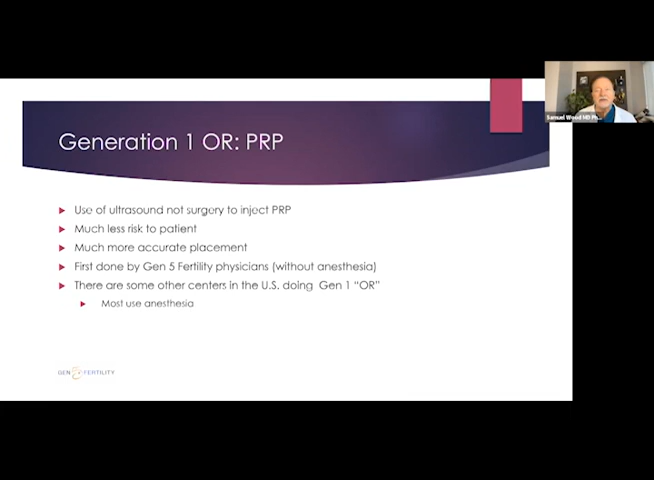 Samuel Wood MD Ph...
Generation 1 OR: PRP
Use of ultrasound not surgery to inject PRP
Much less risk to patient
Much more accurate placement
First done by Gen 5 Fertility physicians (without anesthesia)
There are some other centers in the U.S. doing Gen 1 “OR”
Most use anesthesia
GEN 5 FERTILITY